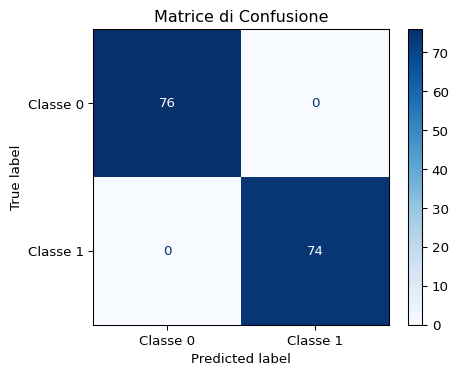 Matrice di Confusione
True label
Classe 0
76
0
Classe 1
0
74
Classe 0
Classe 1
Predicted label
70
60
50
40
30
20
10
0